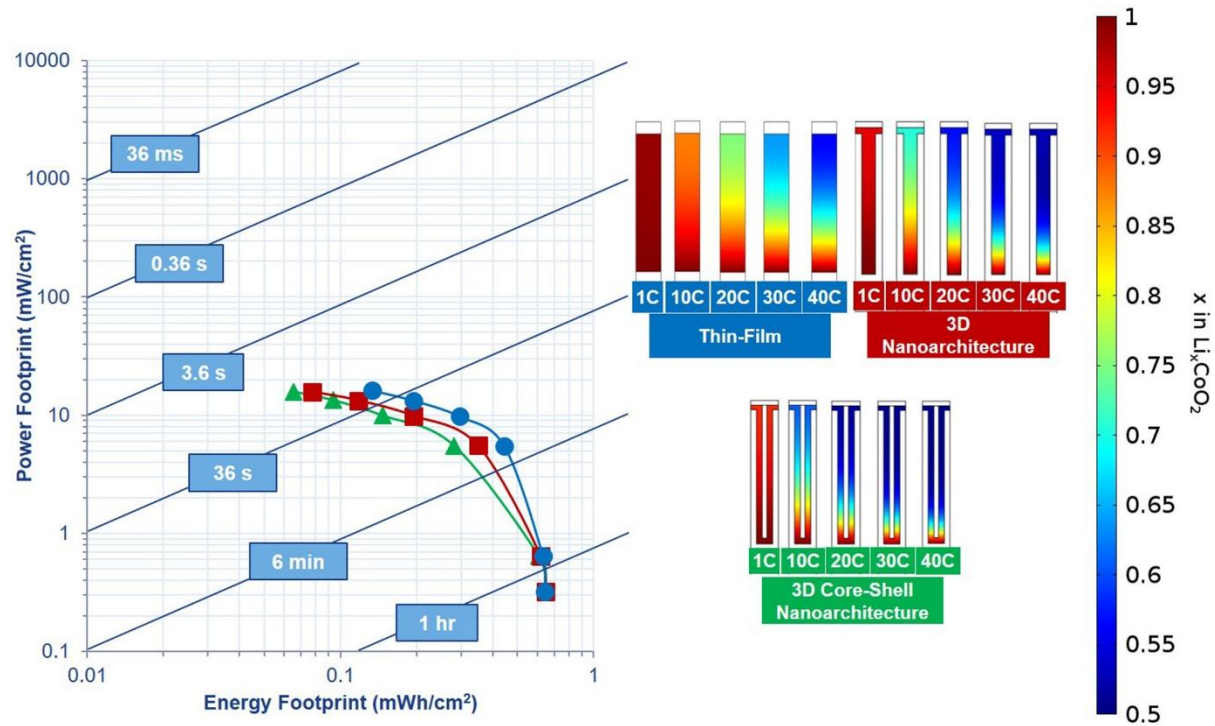 10000
1000
100
10
1
0.1
0.01
0.1
1
Power Footprint (mW/cm²)
Energy Footprint (mWh/cm²)
36 ms
0.36 s
3.6 s
36 s
6 min
1 hr
1C 10C 20C 30C 40C
Thin-Film
1C 10C 20C 30C 40C
3D
Nanoarchitecture
1C 10C 20C 30C 40C
3D Core-Shell
Nanoarchitecture
1
0.95
0.9
0.85
0.8
0.75
0.7
0.65
0.6
0.55
0.5
x in LiₓCoO₂